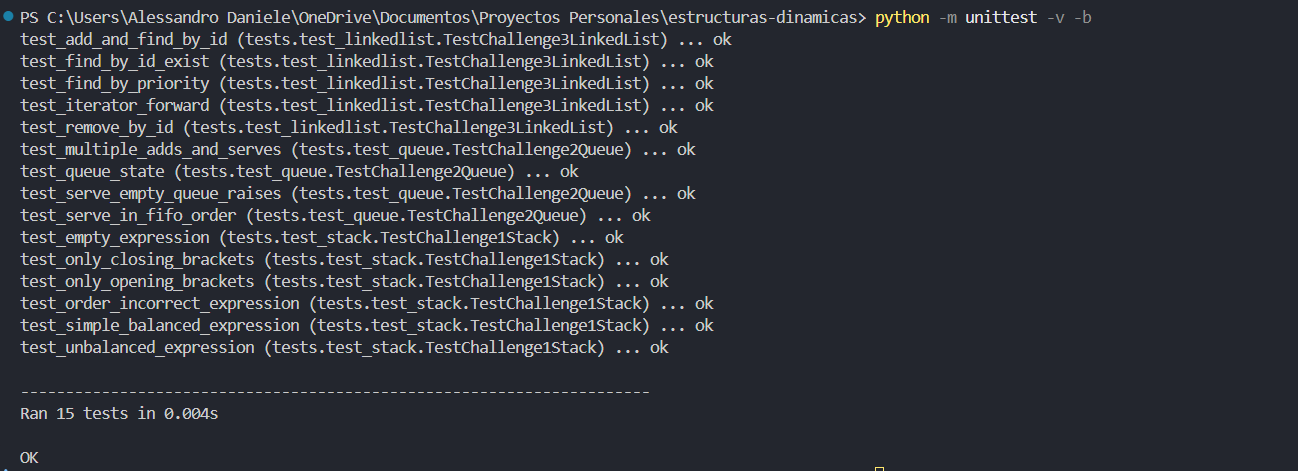 PS C:\Users\Alessandro Daniele\OneDrive\Documentos\Proyectos Personales\estructuras-dinamicas> python -m unittest -v -b
test_add_and_find_by_id (tests.test_linkedlist.TestChallenge3LinkedList) ... ok
test_find_by_id_exist (tests.test_linkedlist.TestChallenge3LinkedList) ... ok
test_find_by_priority (tests.test_linkedlist.TestChallenge3LinkedList) ... ok
test_iterator_forward (tests.test_linkedlist.TestChallenge3LinkedList) ... ok
test_remove_by_id (tests.test_linkedlist.TestChallenge3LinkedList) ... ok
test_multiple_adds_and_serves (tests.test_queue.TestChallenge2Queue) ... ok
test_queue_state (tests.test_queue.TestChallenge2Queue) ... ok
test_serve_empty_queue_raises (tests.test_queue.TestChallenge2Queue) ... ok
test_serve_in_fifo_order (tests.test_queue.TestChallenge2Queue) ... ok
test_empty_expression (tests.test_stack.TestChallenge1Stack) ... ok
test_only_closing_brackets (tests.test_stack.TestChallenge1Stack) ... ok
test_only_opening_brackets (tests.test_stack.TestChallenge1Stack) ... ok
test_order_incorrect_expression (tests.test_stack.TestChallenge1Stack) ... ok
test_simple_balanced_expression (tests.test_stack.TestChallenge1Stack) ... ok
test_unbalanced_expression (tests.test_stack.TestChallenge1Stack) ... ok
----------------------------------------------------------------------
Ran 15 tests in 0.004s
OK